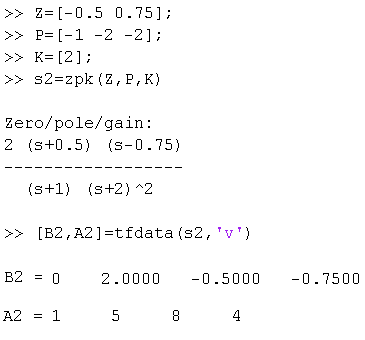 >> Z=[-0.5 0.75];
>> P=[-1 -2 -2];
>> K=[2];
>> s2=zpk(Z,P,K)
Zero/pole/gain:
2 (s+0.5) (s-0.75)
------------------
(s+1) (s+2)^2
>> [B2,A2]=tfdata(s2,'v')
B2 = 0 2.0000 -0.5000 -0.7500
A2 = 1 5 8 4